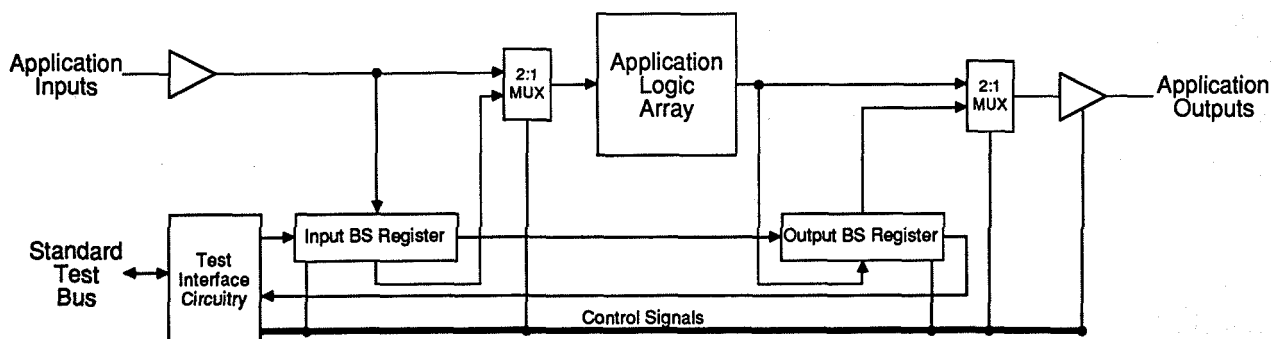 Application
Inputs
2:1
MUX
Application
Logic
Array
2:1
MUX
Application
Outputs
Standard
Test
Bus
Test
Interface
Circuitry
Input BS Register
Output BS Register
Control Signals